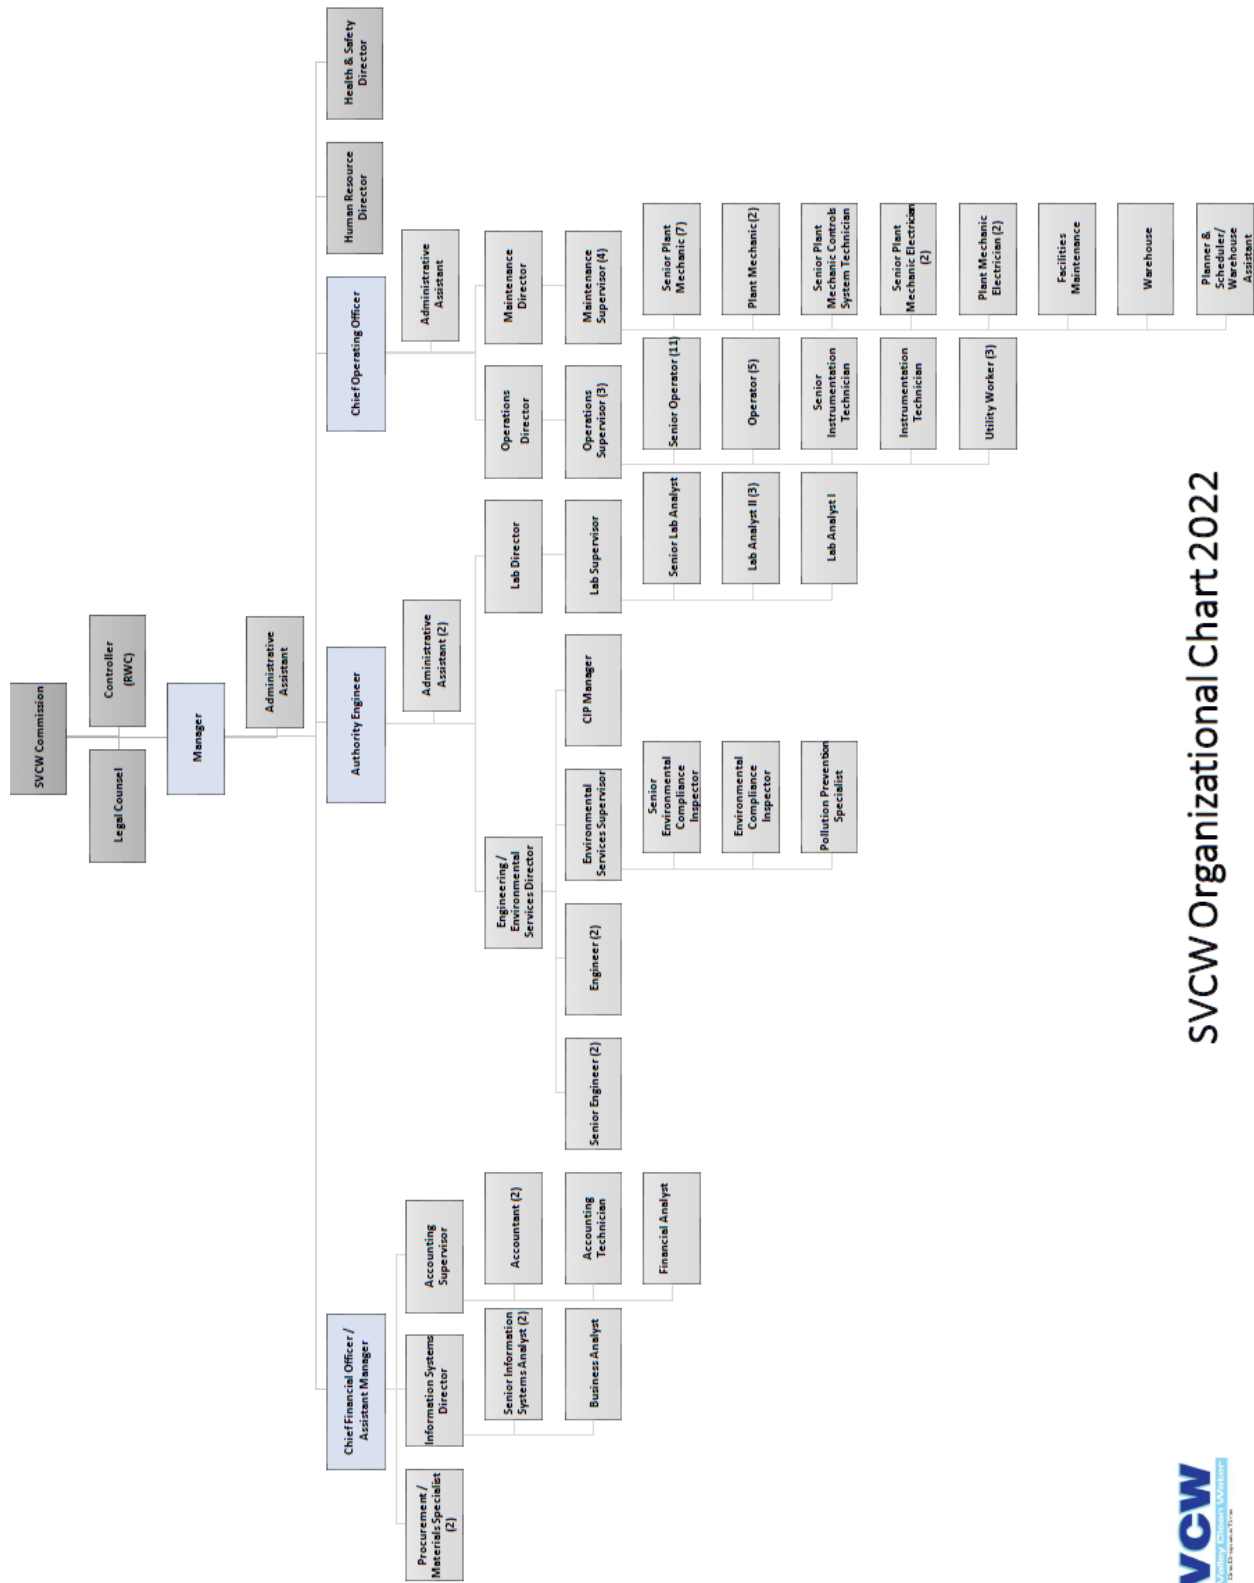 SVCW Commission
Legal Counsel
Controller
(RWC)
Manager
Administrative
Assistant
Chief Financial Officer /
Assistant Manager
Authority Engineer
Chief Operating Officer
Human Resource
Director
Health & Safety
Director
Procurement /
Materials Specialist
(2)
Information Systems
Director
Senior Information
Systems Analyst (2)
Business Analyst
Accounting
Supervisor
Accountant (2)
Accounting
Technician
Financial Analyst
Administrative
Assistant (2)
Engineering /
Environmental
Services Director
Senior Engineer (2)
Engineer (2)
Environmental
Services Supervisor
Senior
Environmental
Compliance
Inspector
Environmental
Compliance
Inspector
Pollution Prevention
Specialist
CIP Manager
Lab Director
Lab Supervisor
Senior Lab Analyst
Lab Analyst II (3)
Lab Analyst I
Administrative
Assistant
Operations
Director
Operations
Supervisor (3)
Senior Operator (11)
Operator (5)
Senior
Instrumentation
Technician
Instrumentation
Technician
Utility Worker (3)
Maintenance
Director
Maintenance
Supervisor (4)
Senior Plant
Mechanic (7)
Plant Mechanic (2)
Senior Plant
Mechanic Controls
System Technician
Senior Plant
Mechanic Electrician
(2)
Plant Mechanic
Electrician (2)
Facilities
Maintenance
Warehouse
Planner &
Scheduler/
Warehouse
Assistant
VCW
Valley Clean Water
SVCW Organizational Chart 2022